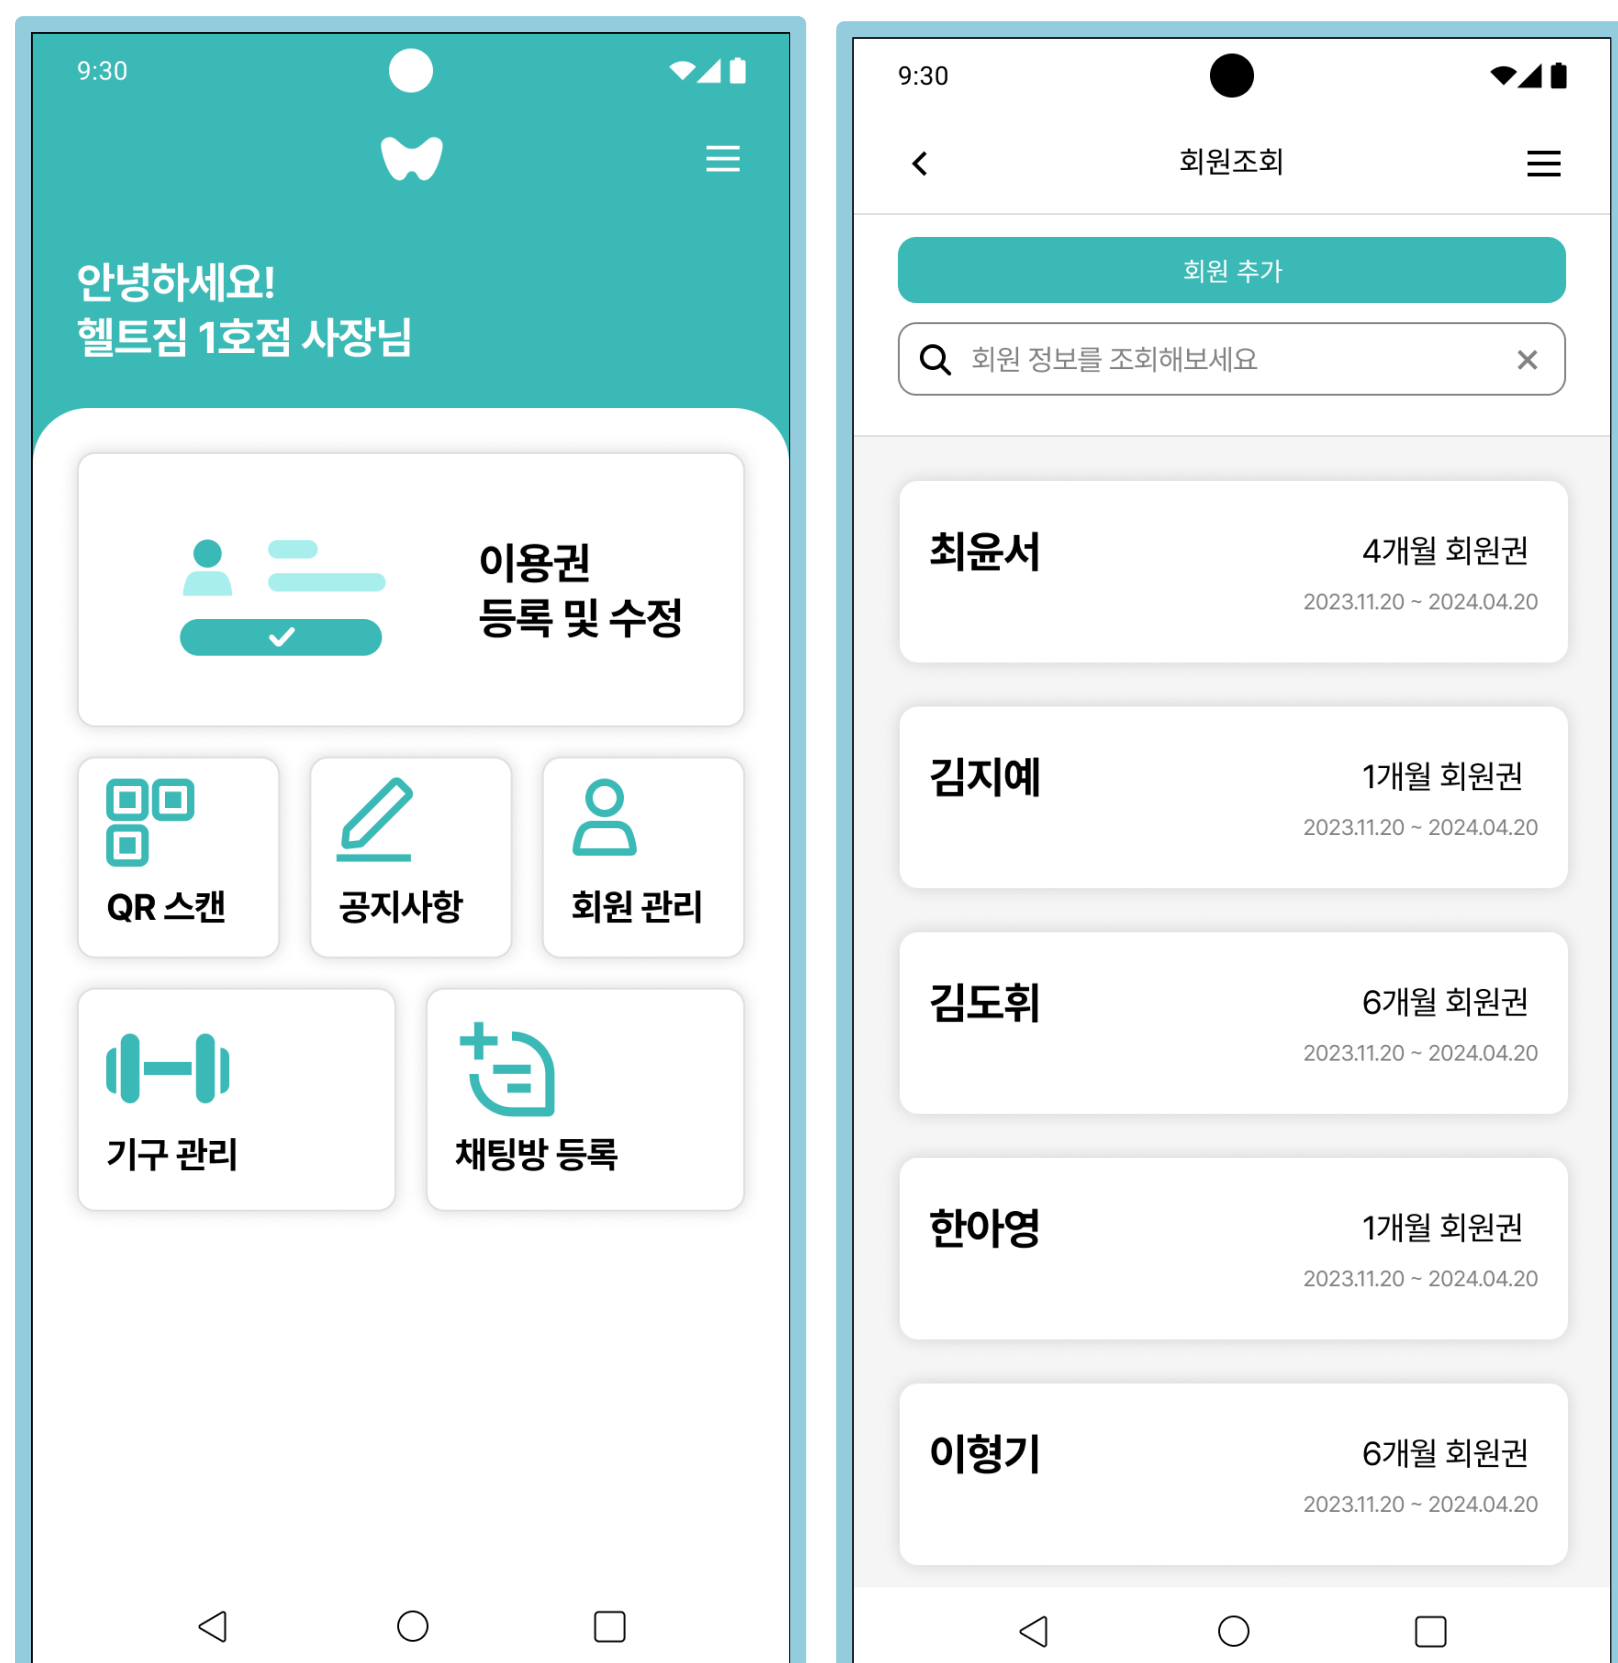 9:30
안녕하세요!
헬트짐 1호점 사장님
이용권
등록 및 수정
QR 스캔
공지사항
회원 관리
기구 관리
채팅방 등록
9:30
회원조회
회원 추가
회원 정보를 조회해보세요
최윤서
4개월 회원권
2023.11.20 ~ 2024.04.20
김지예
1개월 회원권
2023.11.20 ~ 2024.04.20
김도휘
6개월 회원권
2023.11.20 ~ 2024.04.20
한아영
1개월 회원권
2023.11.20 ~ 2024.04.20
이형기
6개월 회원권
2023.11.20 ~ 2024.04.20